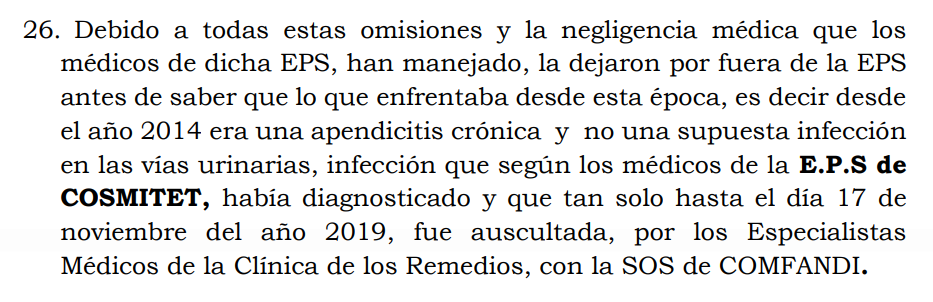 26. Debido a todas estas omisiones y la negligencia médica que los
médicos de dicha EPS, han manejado, la dejaron por fuera de la EPS
antes de saber que lo que enfrentaba desde esta época, es decir desde
el año 2014 era una apendicitis crónica y no una supuesta infección
en las vías urinarias, infección que según los médicos de la E.P.S de
COSMITET, había diagnosticado y que tan solo hasta el día 17 de
noviembre del año 2019, fue auscultada, por los Especialistas
Médicos de la Clínica de los Remedios, con la SOS de COMFANDI.